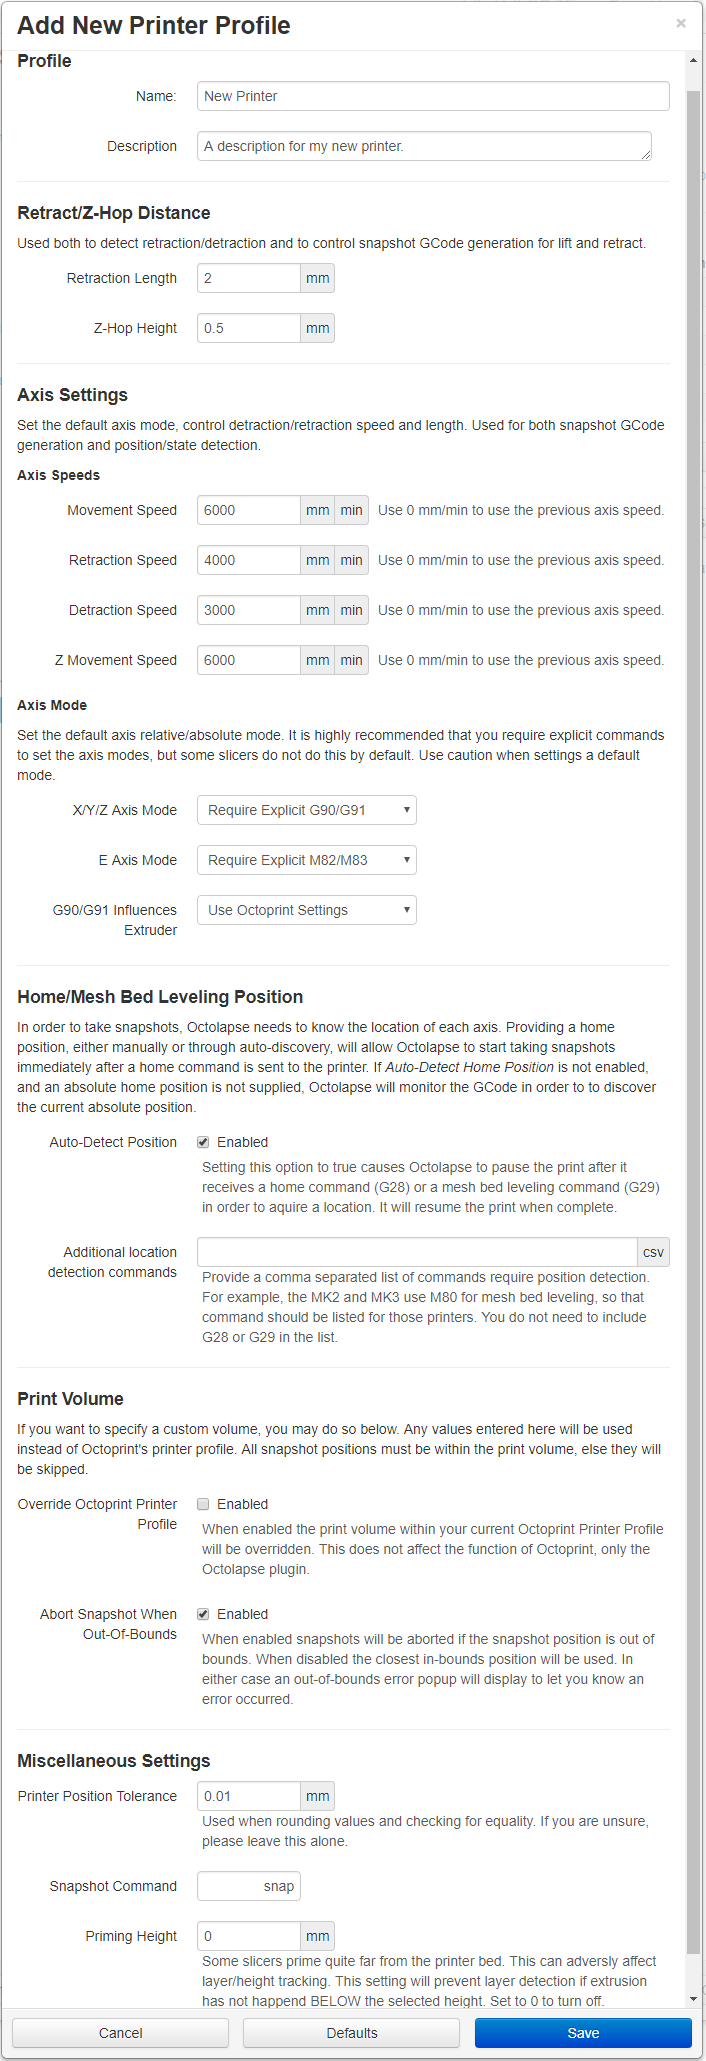 Add New Printer Profile
×
Profile
Name:
New Printer
Description
A description for my new printer.
Retract/Z-Hop Distance
Used both to detect retraction/detraction and to control snapshot GCode generation for lift and retract.
Retraction Length
2
mm
Z-Hop Height
0.5
mm
Axis Settings
Set the default axis mode, control detraction/retraction speed and length. Used for both snapshot GCode
generation and position/state detection.
Axis Speeds
Movement Speed
6000
mm
min
Use 0 mm/min to use the previous axis speed.
Retraction Speed
4000
mm
min
Use 0 mm/min to use the previous axis speed.
Detraction Speed
3000
mm
min
Use 0 mm/min to use the previous axis speed.
Z Movement Speed
6000
mm
min
Use 0 mm/min to use the previous axis speed.
Axis Mode
Set the default axis relative/absolute mode. It is highly recommended that you require explicit commands
to set the axis modes, but some slicers do not do this by default. Use caution when settings a default
mode.
X/Y/Z Axis Mode
Require Explicit G90/G91
E Axis Mode
Require Explicit M82/M83
G90/G91 Influences
Extruder
Use Octoprint Settings
Home/Mesh Bed Leveling Position
In order to take snapshots, Octolapse needs to know the location of each axis. Providing a home
position, either manually or through auto-discovery, will allow Octolapse to start taking snapshots
immediately after a home command is sent to the printer. If Auto-Detect Home Position is not enabled,
and an absolute home position is not supplied, Octolapse will monitor the GCode in order to to discover
the current absolute position.
Auto-Detect Position
Enabled
Setting this option to true causes Octolapse to pause the print after it
receives a home command (G28) or a mesh bed leveling command (G29)
in order to aquire a location. It will resume the print when complete.
Additional location
detection commands
csv
Provide a comma separated list of commands require position detection.
For example, the MK2 and MK3 use M80 for mesh bed leveling, so that
command should be listed for those printers. You do not need to include
G28 or G29 in the list.
Print Volume
If you want to specify a custom volume, you may do so below. Any values entered here will be used
instead of Octoprint's printer profile. All snapshot positions must be within the print volume, else they will
be skipped.
Override Octoprint Printer
Profile
Enabled
When enabled the print volume within your current Octoprint Printer Profile
will be overridden. This does not affect the function of Octoprint, only the
Octolapse plugin.
Abort Snapshot When
Out-Of-Bounds
Enabled
When enabled snapshots will be aborted if the snapshot position is out of
bounds. When disabled the closest in-bounds position will be used. In
either case an out-of-bounds error popup will display to let you know an
error occurred.
Miscellaneous Settings
Printer Position Tolerance
0.01
mm
Used when rounding values and checking for equality. If you are unsure,
please leave this alone.
Snapshot Command
snap
Priming Height
0
mm
Some slicers prime quite far from the printer bed. This can adversly affect
layer/height tracking. This setting will prevent layer detection if extrusion
has not happend BELOW the selected height. Set to 0 to turn off.
Cancel
Defaults
Save